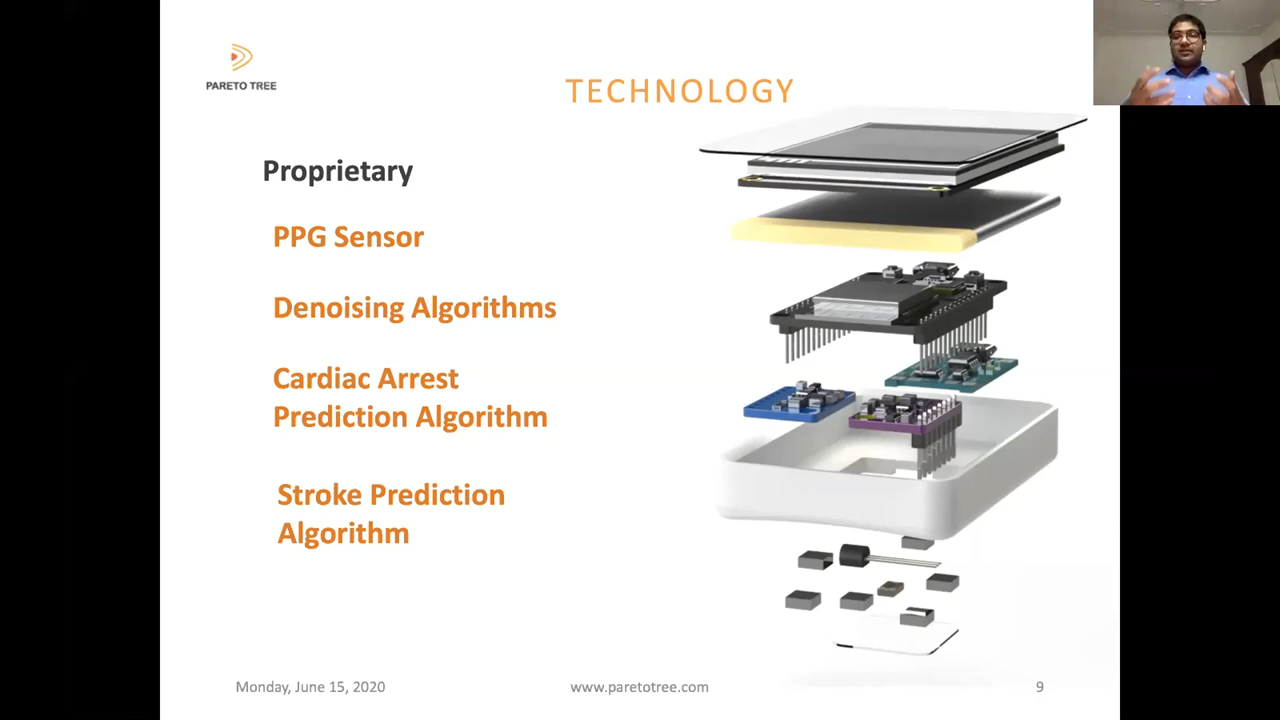 PARETO TREE
TECHNOLOGY
Proprietary
PPG Sensor
Denoising Algorithms
Cardiac Arrest
Prediction Algorithm
Stroke Prediction
Algorithm
Monday, June 15, 2020
www.paretotree.com
9